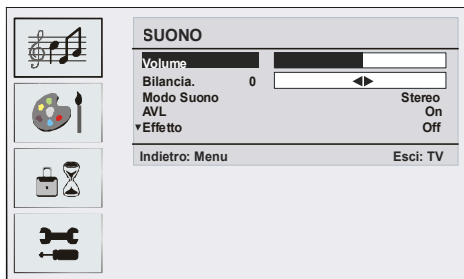 SUONO
Volume
Bilancia. 0
Modo Suono Stereo
AVL On
Effetto Off
Indietro: Menu Esci: TV